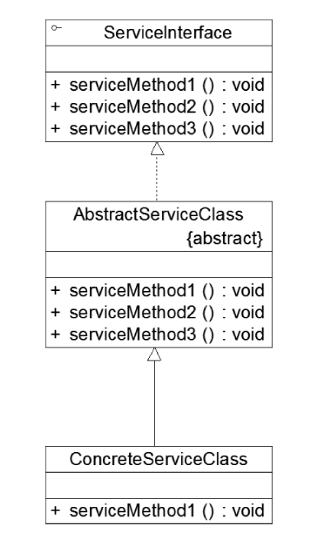 ServiceInterface
+ serviceMethod1 () : void
+ serviceMethod2 () : void
+ serviceMethod3 () : void
AbstractServiceClass
{abstract}
+ serviceMethod1 () : void
+ serviceMethod2 () : void
+ serviceMethod3 () : void
ConcreteServiceClass
+ serviceMethod1 () : void